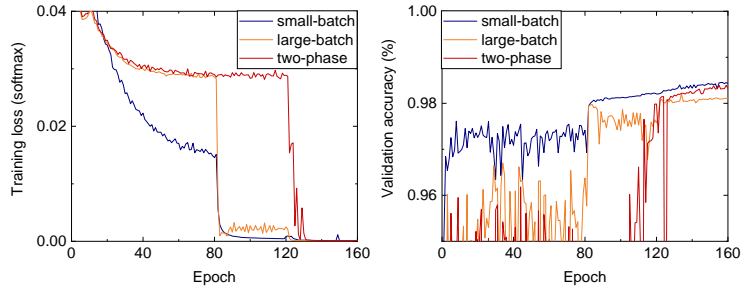 0.04
0.02
0.00
0
40
80
120
160
Epoch
Training loss (softmax)
small-batch
large-batch
two-phase
1.00
0.98
0.96
0
40
80
120
160
Epoch
Validation accuracy (%)
small-batch
large-batch
two-phase